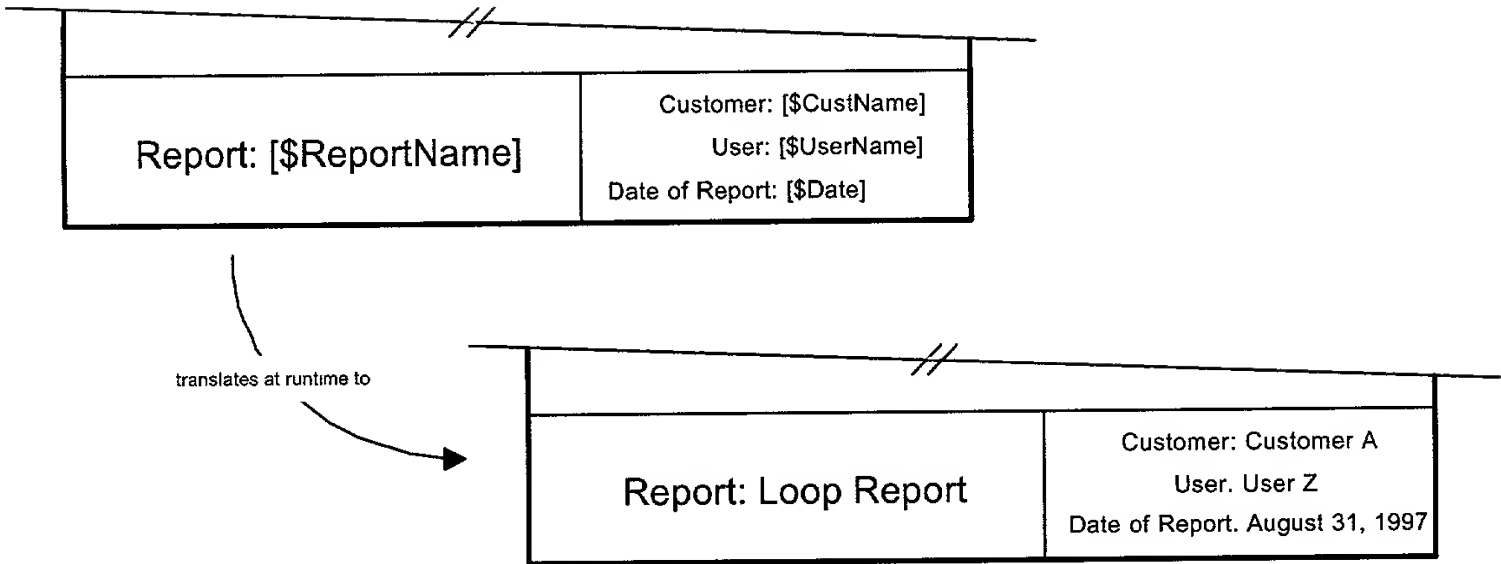 Report: [$ReportName]
Customer: [$CustName]
User: [$UserName]
Date of Report: [$Date]
translates at runtime to
Report: Loop Report
Customer: Customer A
User. User Z
Date of Report. August 31, 1997